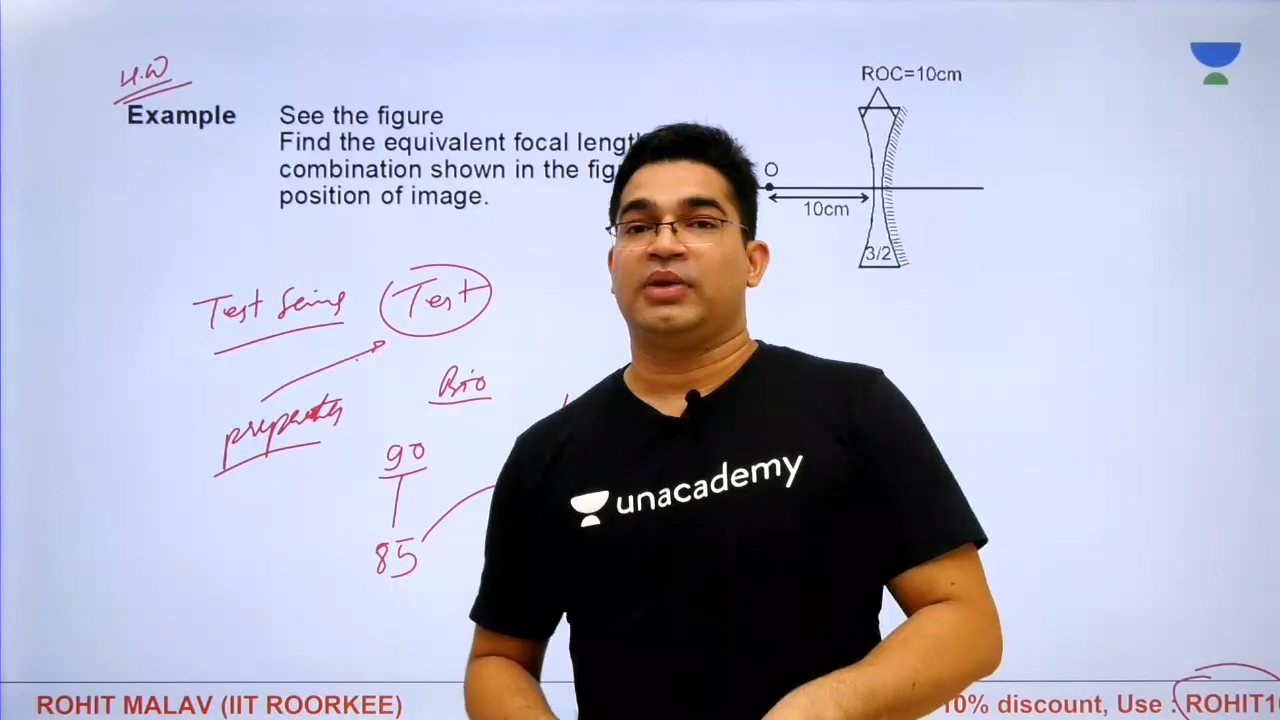 H.W
Example
See the figure
Find the equivalent focal lengt
combination shown in the fig
position of image.
ROC=10cm
O
10cm
3/2
Test Test
Bio
90
85
unacademy
ROHIT MALAV (IIT ROORKEE)
10% discount, Use : ROHIT1